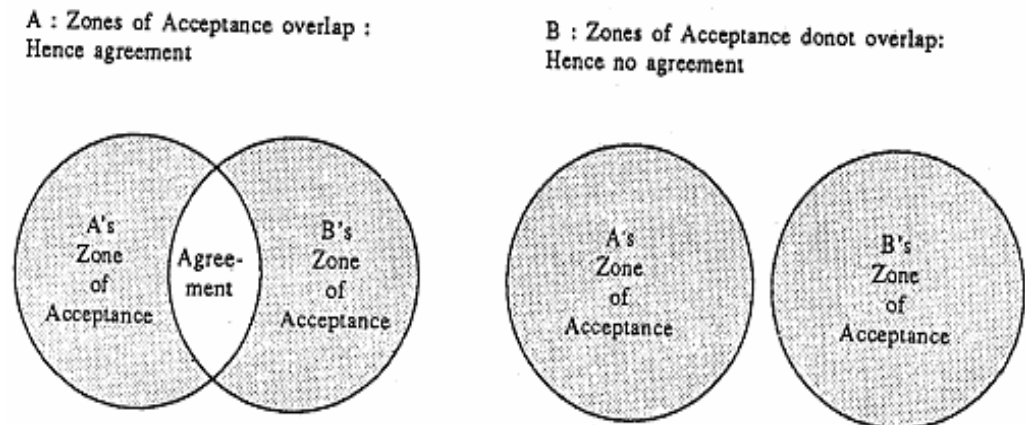 A : Zones of Acceptance overlap :
Hence agreement
B : Zones of Acceptance donot overlap:
Hence no agreement
A's
Zone
of
Acceptance
Agree-
ment
B's
Zone
of
Acceptance
A's
Zone
of
Acceptance
B's
Zone
of
Acceptance